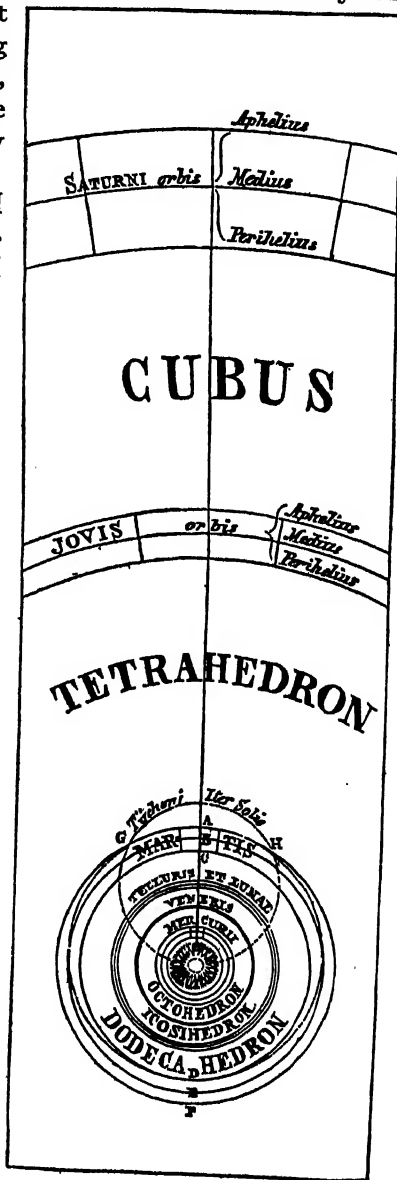 t
g
,
e
y
I
.
Aphelius
SATURNI orbis Medius
Perihelius
CUBUS
Aphelius
JOVIS orbis Medius
Perihelius
TETRAHEDRON
Tÿchoni Iter Solis
A
G H
MAR B TIS
C
TELLURIS ET LUNAE
VENERIS
MERCURII
OCTOHEDRON
ICOSIHEDRON
DODECAHEDRON
D
E
F